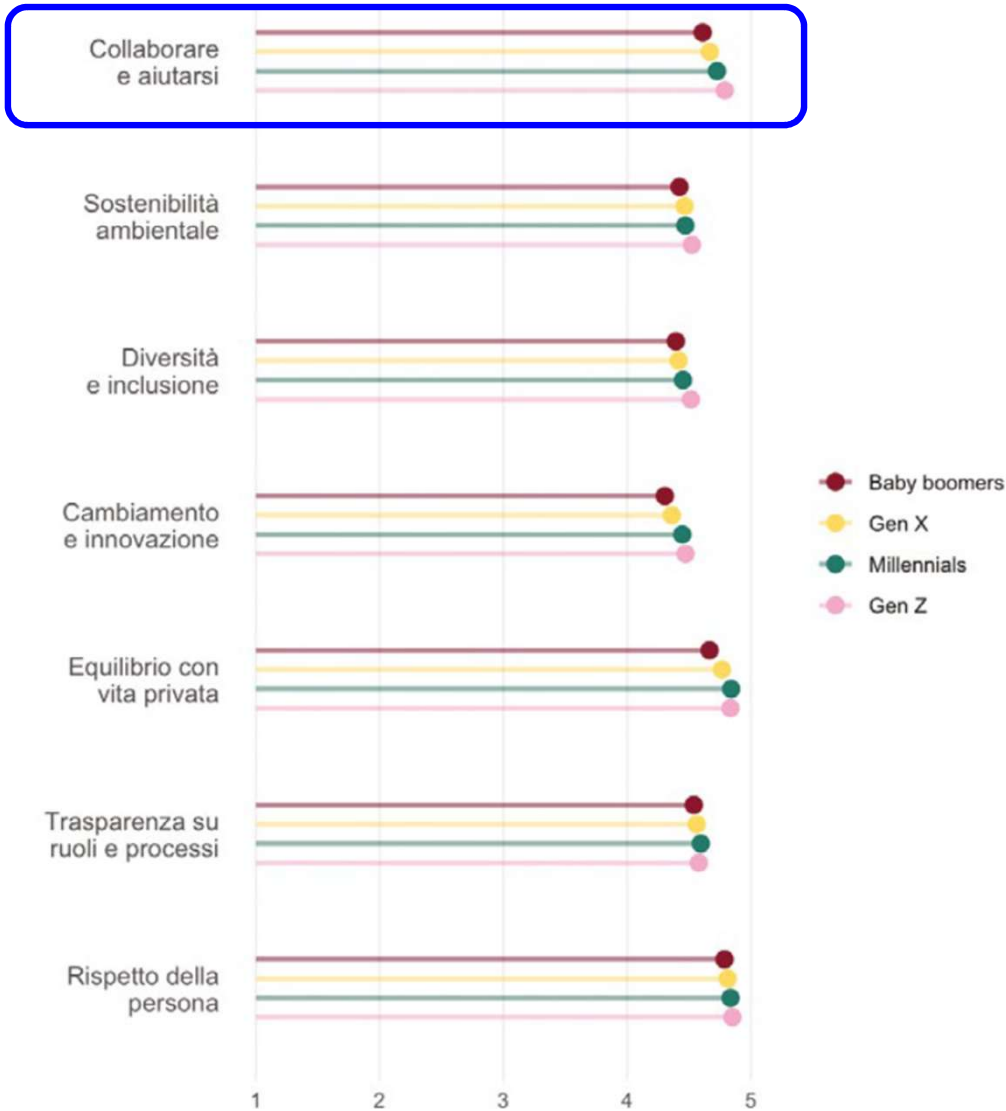 Collaborare
e aiutarsi
Sostenibilità
ambientale
Diversità
e inclusione
Cambiamento
e innovazione
Equilibrio con
vita privata
Trasparenza su
ruoli e processi
Rispetto della
persona
1 2 3 4 5
Baby boomers
Gen X
Millennials
Gen Z